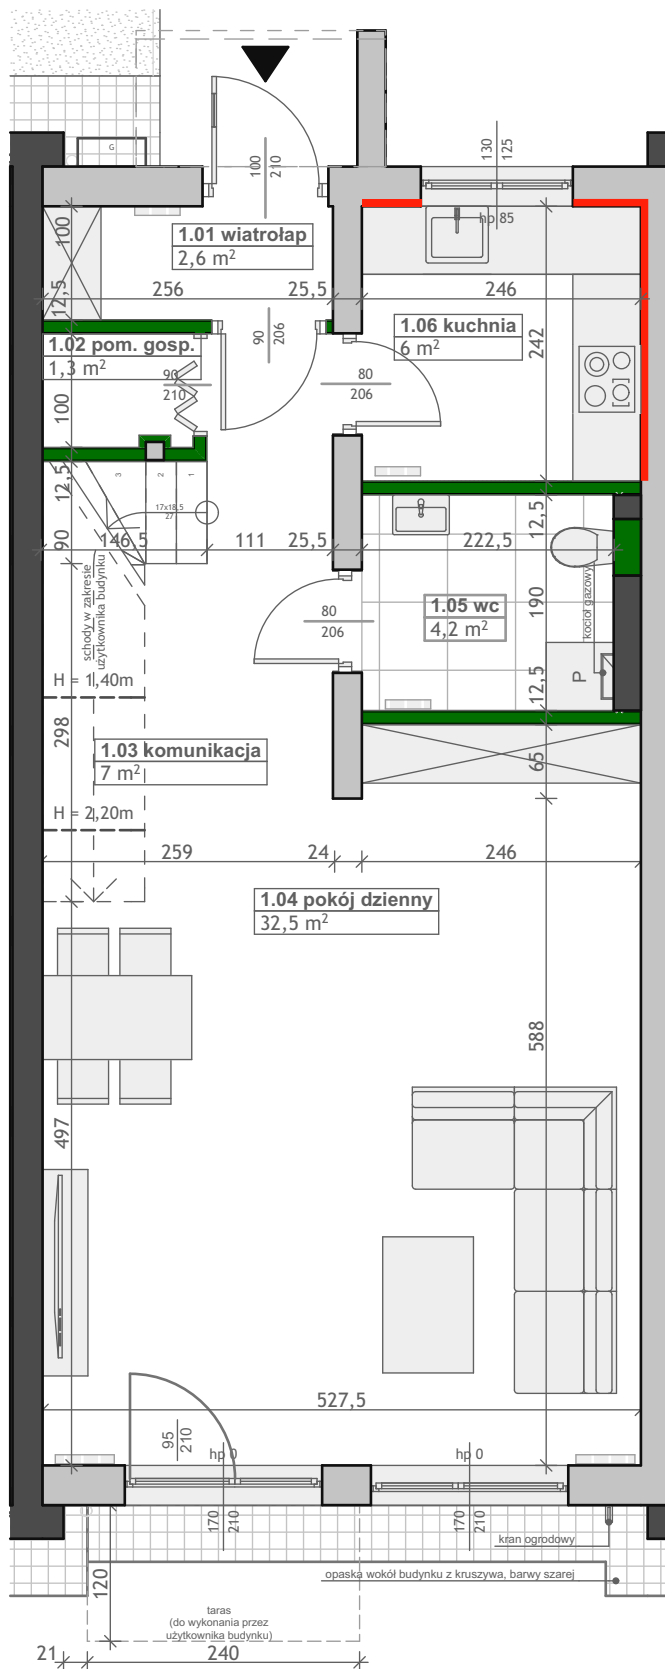 G
100
210
130
125
hp 85
100
1.01 wiatrołap
2,6 m²
12,5
256
25,5
246
90
206
1.06 kuchnia
6 m²
242
1.02 pom. gosp.
1,3 m²
90
210
80
206
100
12,5
3
2
1
17x18,5
27
12,5
90
146,5
111
25,5
222,5
schody w zakresie
użytkownika budynku
80
206
1.05 wc
4,2 m²
190
kocioł gazowy
P
12,5
H = 1,40m
298
1.03 komunikacja
7 m²
65
H = 2,20m
259
24
246
1.04 pokój dzienny
32,5 m²
588
497
527,5
95
210
hp 0
hp 0
170
210
170
210
kran ogrodowy
opaska wokół budynku z kruszywa, barwy szarej
120
taras
(do wykonania przez
użytkownika budynku)
21
240